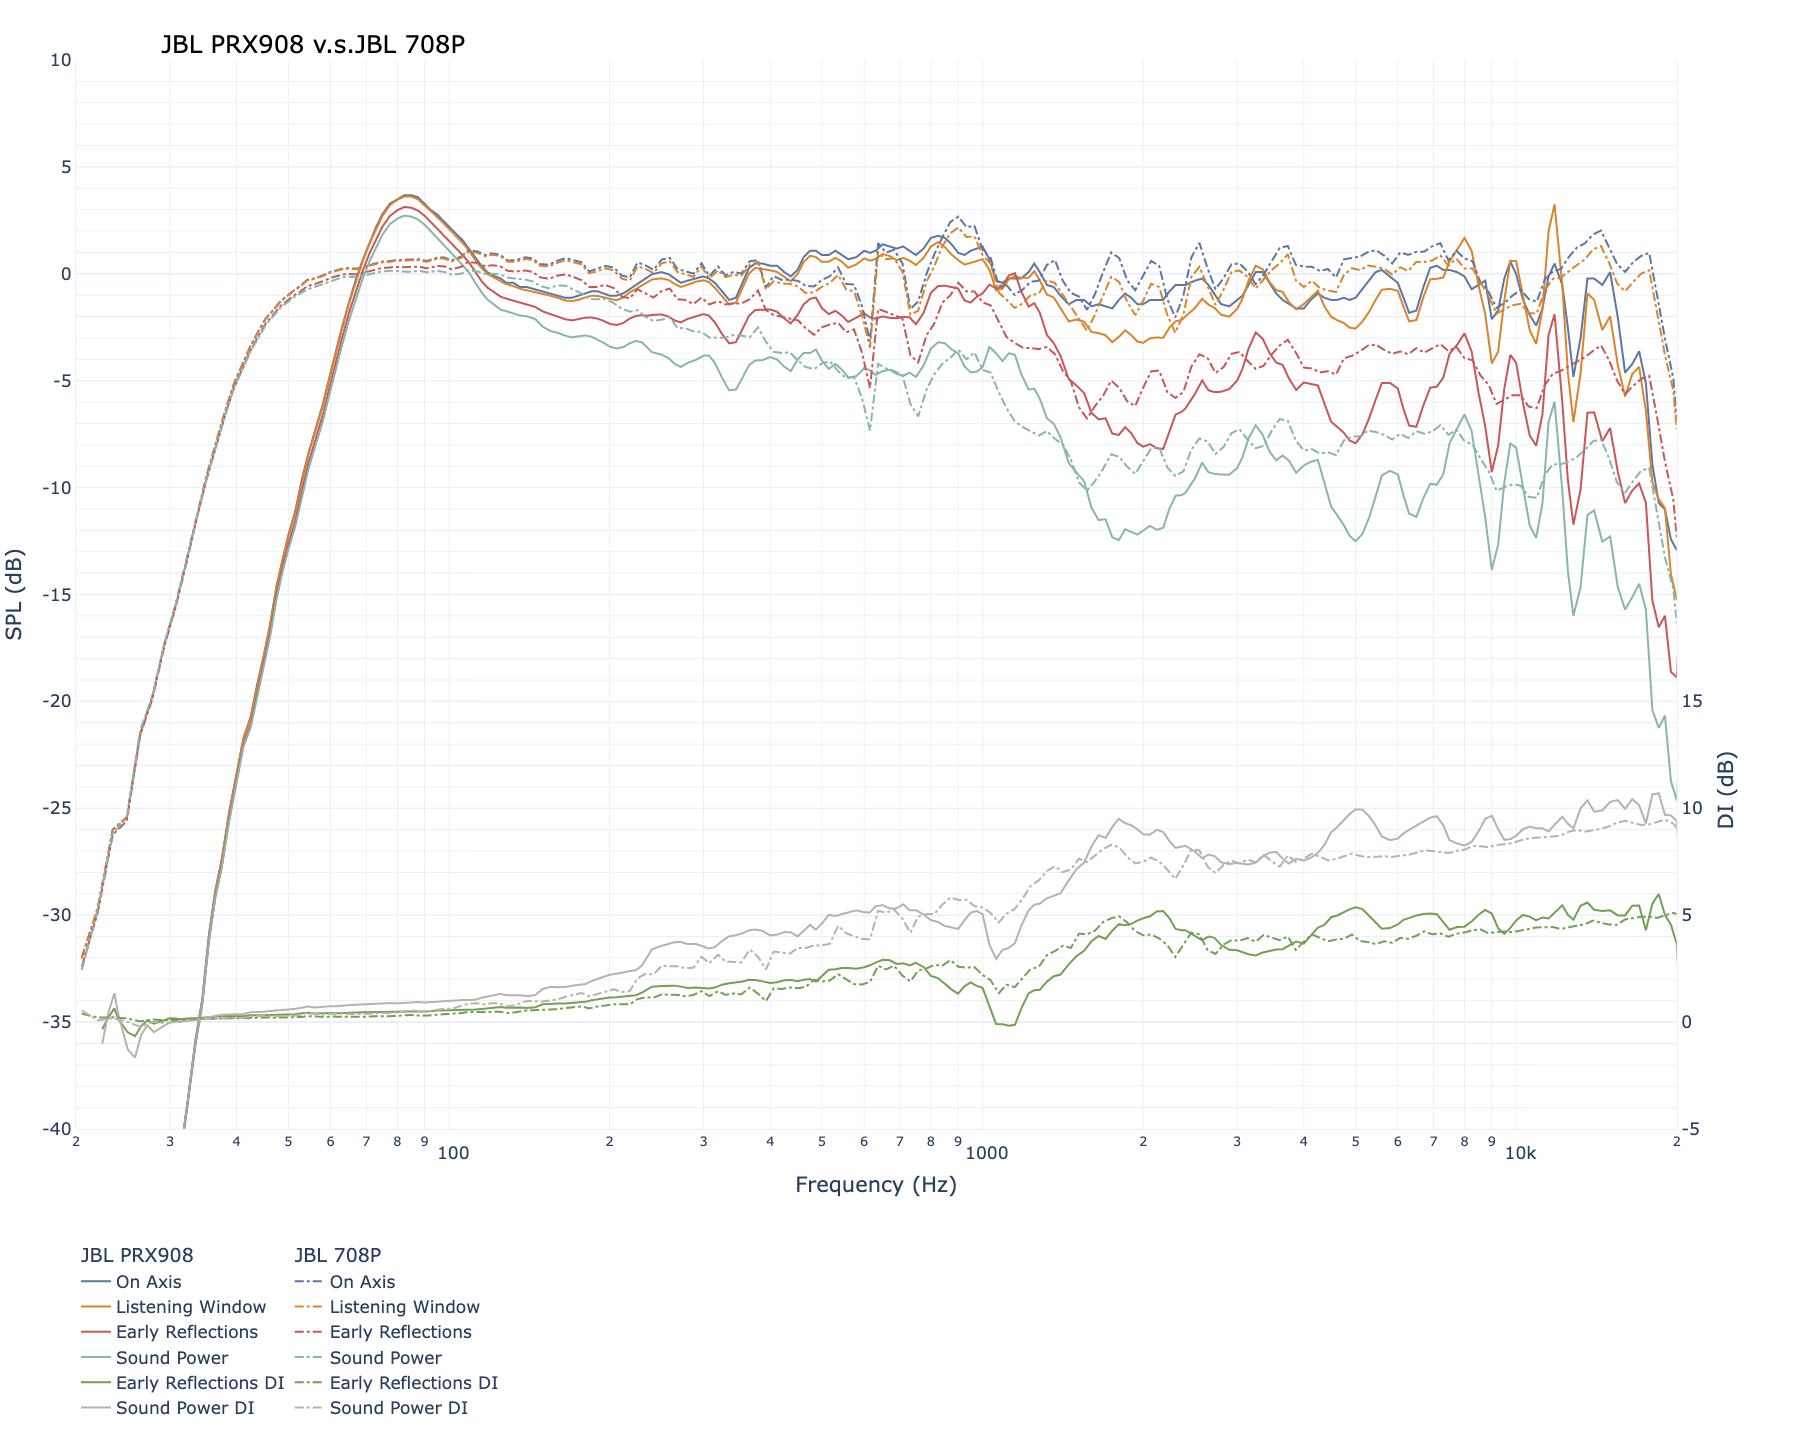 JBL PRX908 v.s.JBL 708P
10
5
0
-5
-10
-15
-20
-25
-30
-35
-40
SPL (dB)
15
10
5
0
-5
DI (dB)
2 3 4 5 6 7 8 9 100 2 3 4 5 6 7 8 9 1000 2 3 4 5 6 7 8 9 10k 2
Frequency (Hz)
JBL PRX908 JBL 708P
On Axis On Axis
Listening Window Listening Window
Early Reflections Early Reflections
Sound Power Sound Power
Early Reflections DI Early Reflections DI
Sound Power DI Sound Power DI